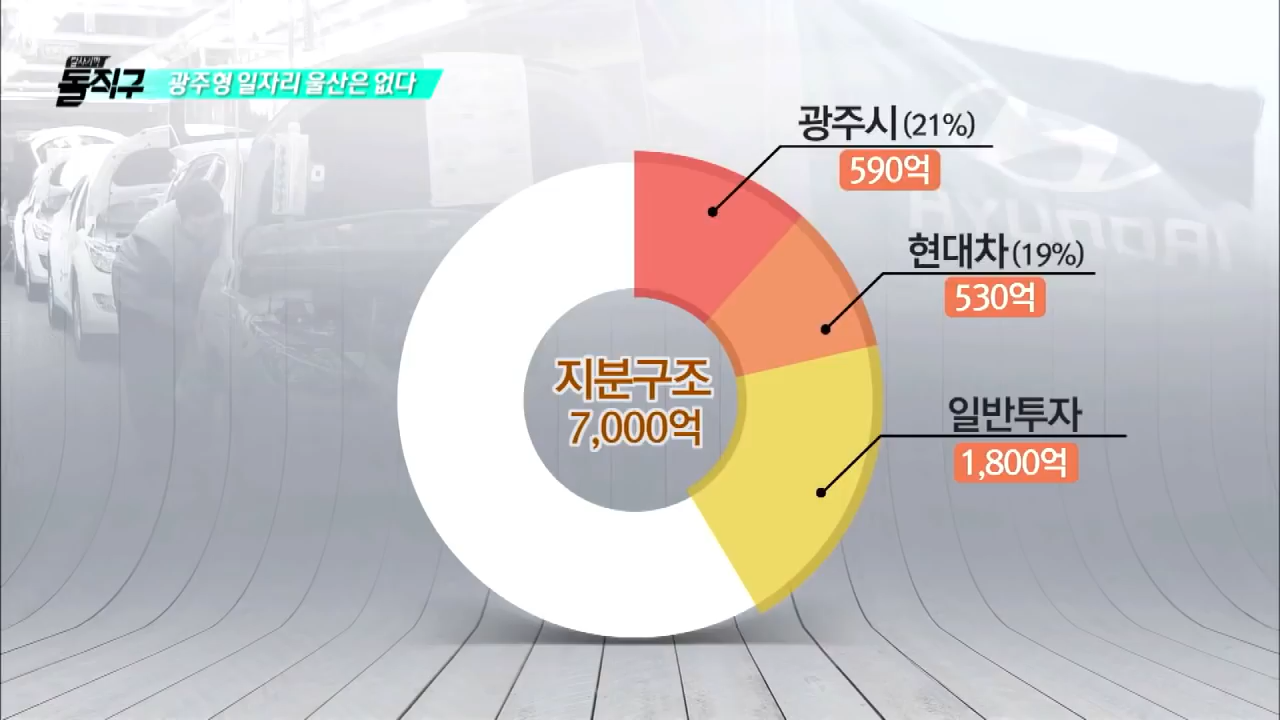 돌직구
광주형 일자리 울산은 없다
광주시(21%)
590억
현대차(19%)
530억
지분구조
7,000억
일반투자
1,800억